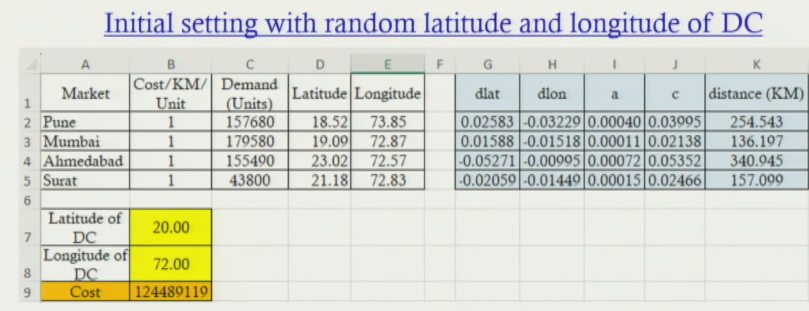 Initial setting with random latitude and longitude of DC
A B C D E F G H I J K
1 Market Cost/KM/ Unit Demand (Units) Latitude Longitude dlat dlon a c distance (KM)
2 Pune 1 157680 18.52 73.85 0.02583 -0.03229 0.00040 0.03995 254.543
3 Mumbai 1 179580 19.09 72.87 0.01588 -0.01518 0.00011 0.02138 136.197
4 Ahmedabad 1 155490 23.02 72.57 -0.05271 -0.00995 0.00072 0.05352 340.945
5 Surat 1 43800 21.18 72.83 -0.02059 -0.01449 0.00015 0.02466 157.099
6
7 Latitude of DC 20.00
8 Longitude of DC 72.00
9 Cost 124489119